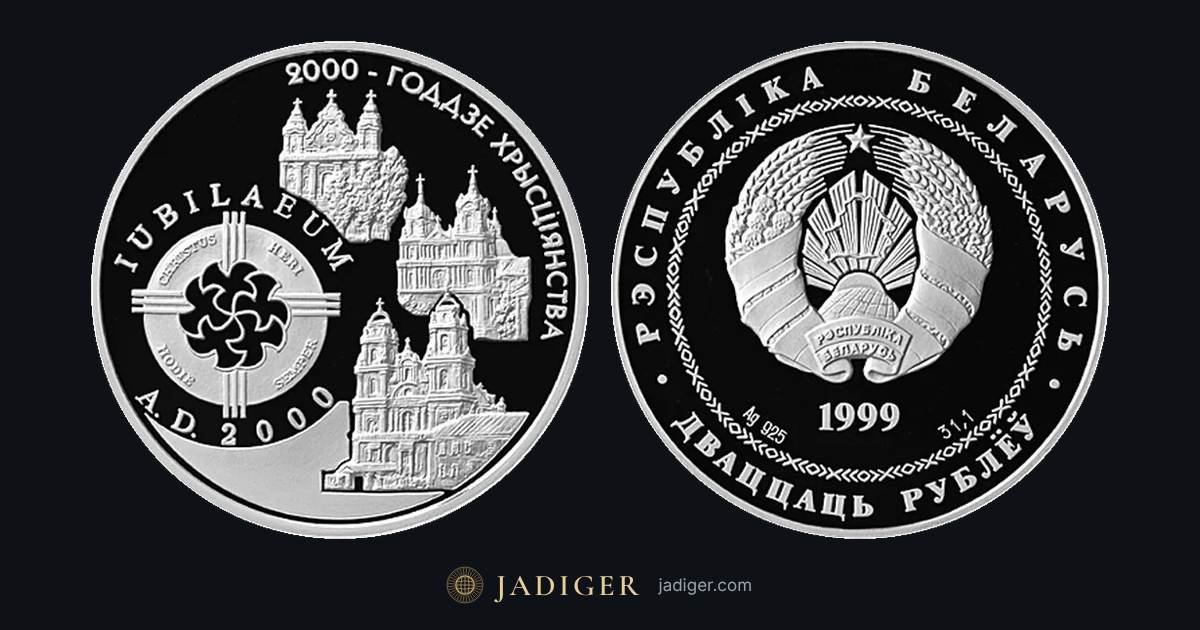 2000 - ГОДДЗЕ ХРЫСЦІЯНСТВА
IUBILAEUM
CHRISTUS
HERI
HODIE
SEMPER
A.D. 2000
РЭСПУБЛІКА БЕЛАРУСЬ
РЭСПУБЛІКА
БЕЛАРУСЬ
1999
Ag 925
31,1
ДВАЦЦАЦЬ РУБЛЁЎ
JADIGER
jadiger.com